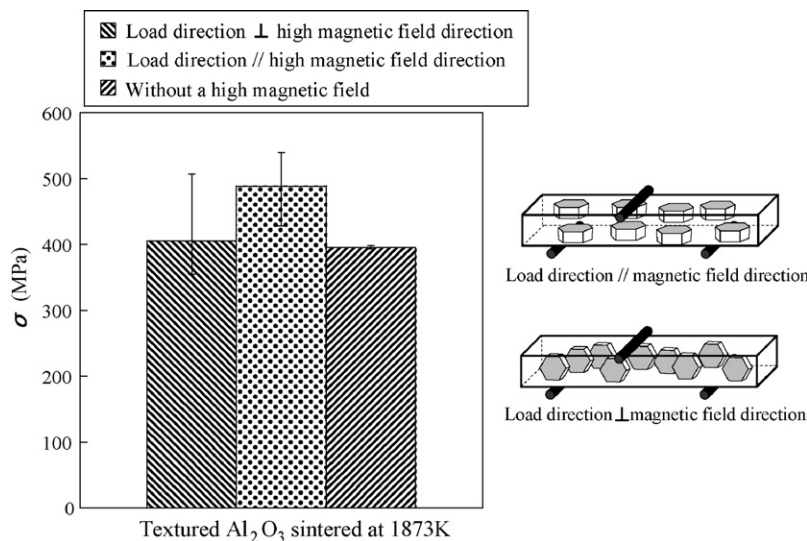 Load direction ⊥ high magnetic field direction
Load direction // high magnetic field direction
Without a high magnetic field
600
500
400
300
200
100
0
σ (MPa)
Textured Al₂O₃ sintered at 1873K
Load direction // magnetic field direction
Load direction ⊥ magnetic field direction